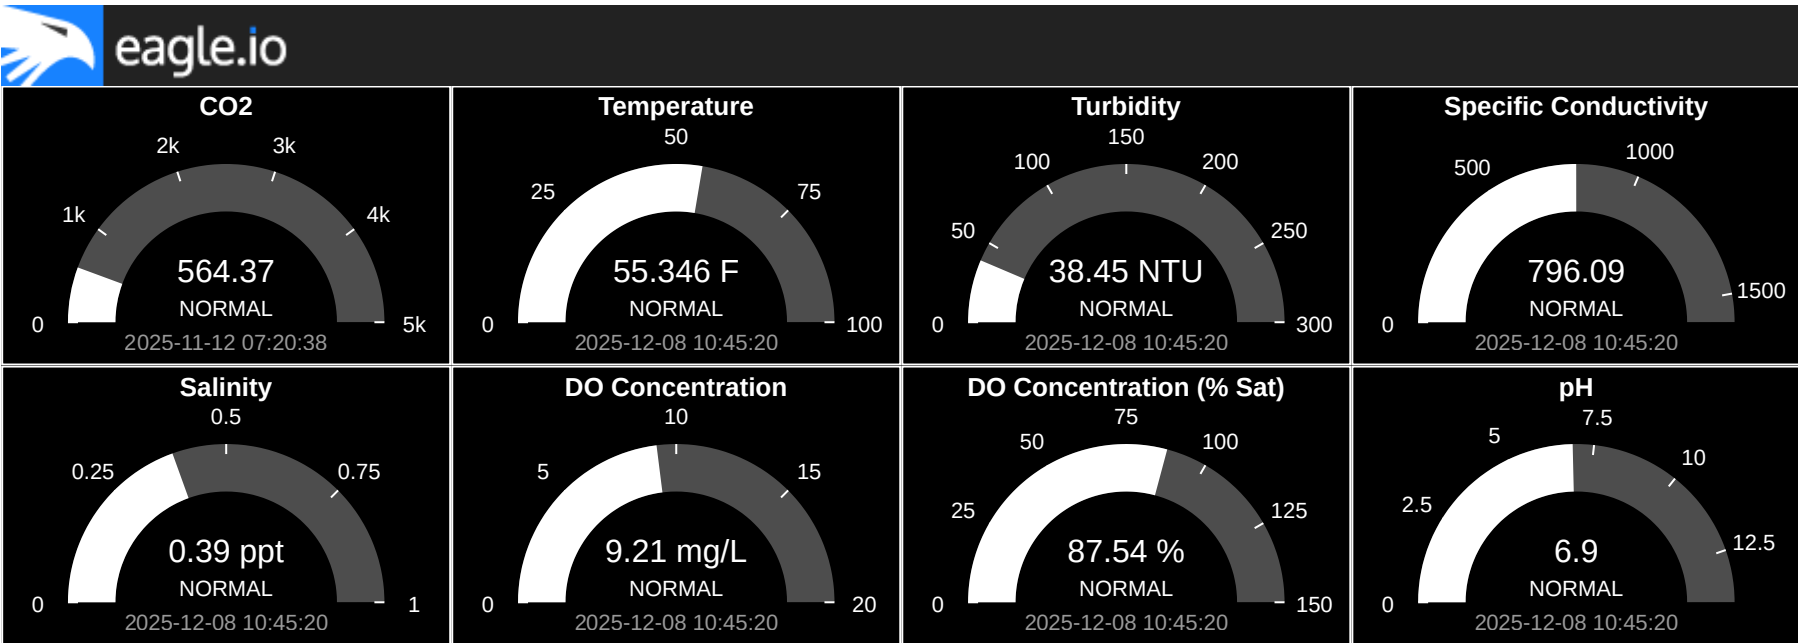 eagle.io
CO2
0
1k
2k
3k
4k
5k
564.37
NORMAL
2025-11-12 07:20:38
Temperature
0
25
50
75
100
55.346 F
NORMAL
2025-12-08 10:45:20
Turbidity
0
50
100
150
200
250
300
38.45 NTU
NORMAL
2025-12-08 10:45:20
Specific Conductivity
0
500
1000
1500
796.09
NORMAL
2025-12-08 10:45:20
Salinity
0
0.25
0.5
0.75
1
0.39 ppt
NORMAL
2025-12-08 10:45:20
DO Concentration
0
5
10
15
20
9.21 mg/L
NORMAL
2025-12-08 10:45:20
DO Concentration (% Sat)
0
25
50
75
100
125
150
87.54 %
NORMAL
2025-12-08 10:45:20
pH
0
2.5
5
7.5
10
12.5
6.9
NORMAL
2025-12-08 10:45:20